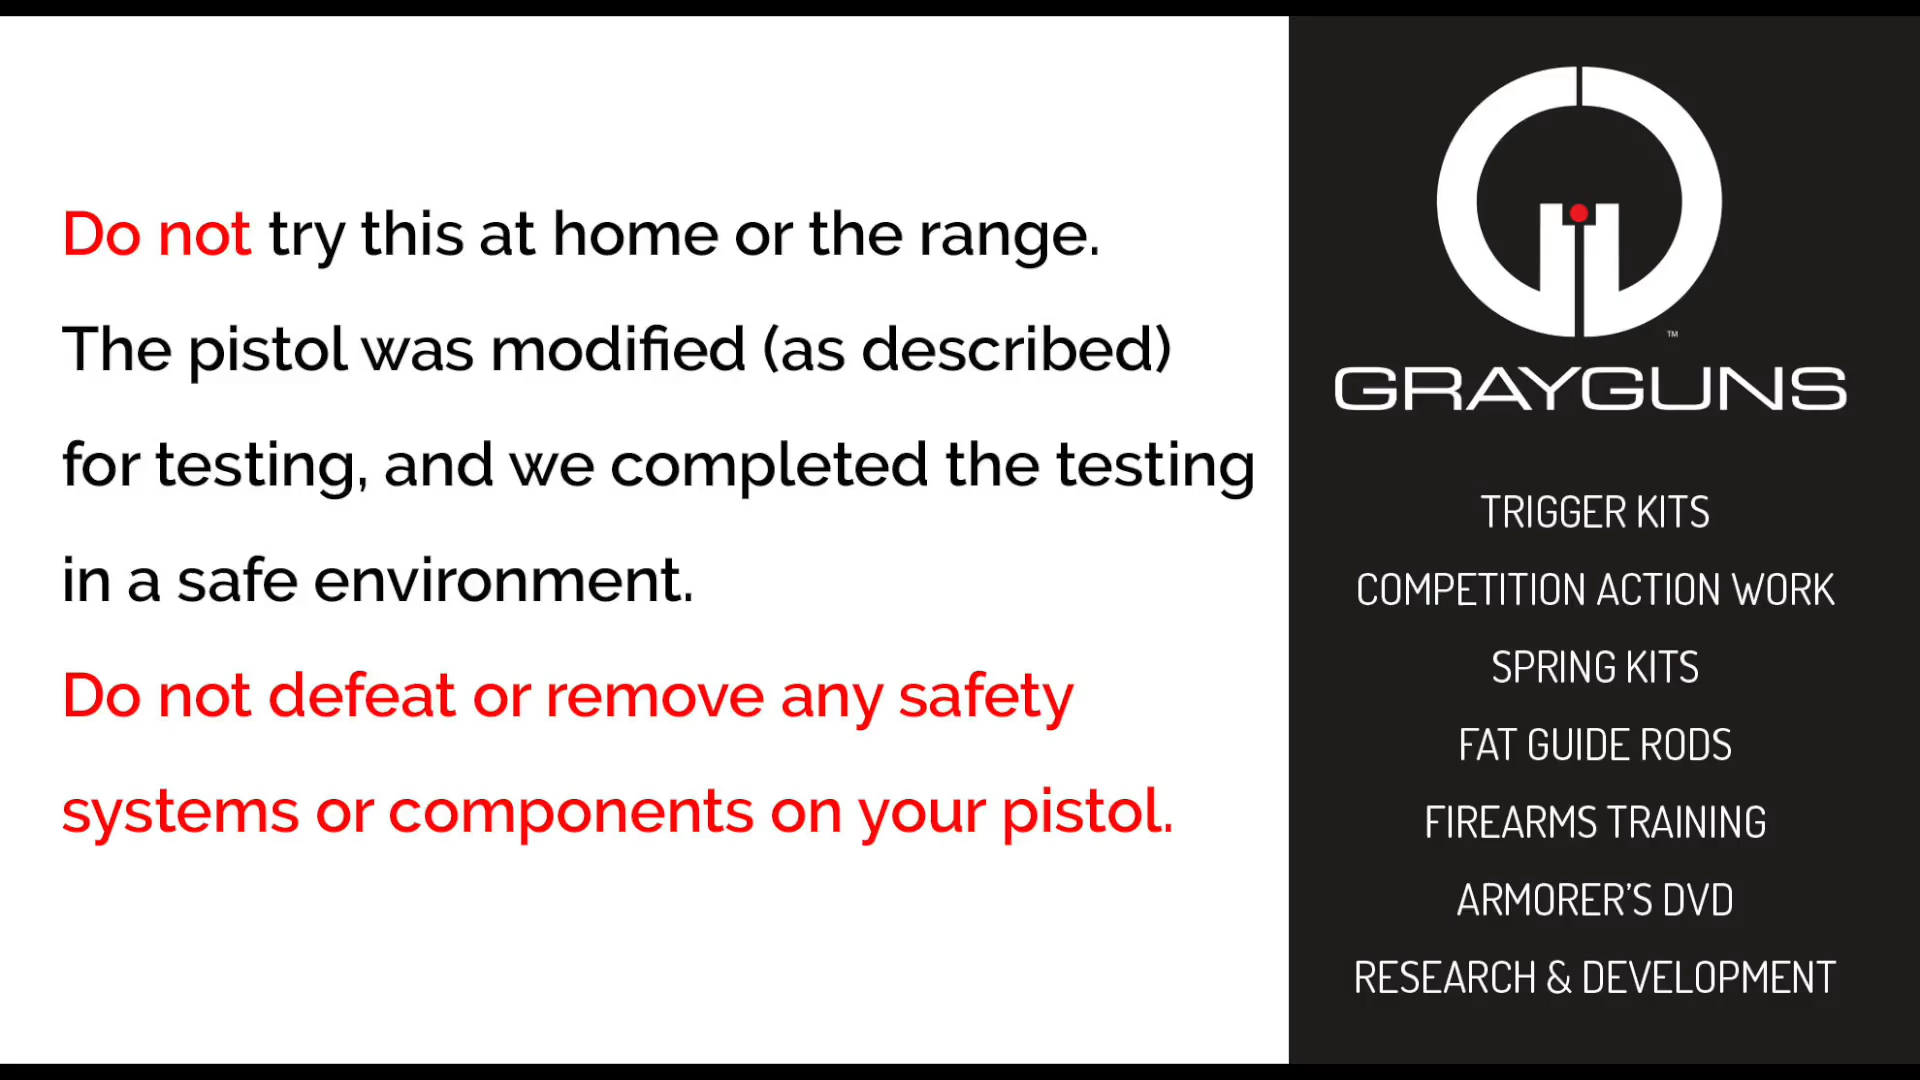 Do not try this at home or the range.
The pistol was modified (as described)
for testing, and we completed the testing
in a safe environment.
Do not defeat or remove any safety
systems or components on your pistol.
™
GRAYGUNS
TRIGGER KITS
COMPETITION ACTION WORK
SPRING KITS
FAT GUIDE RODS
FIREARMS TRAINING
ARMORER’S DVD
RESEARCH & DEVELOPMENT